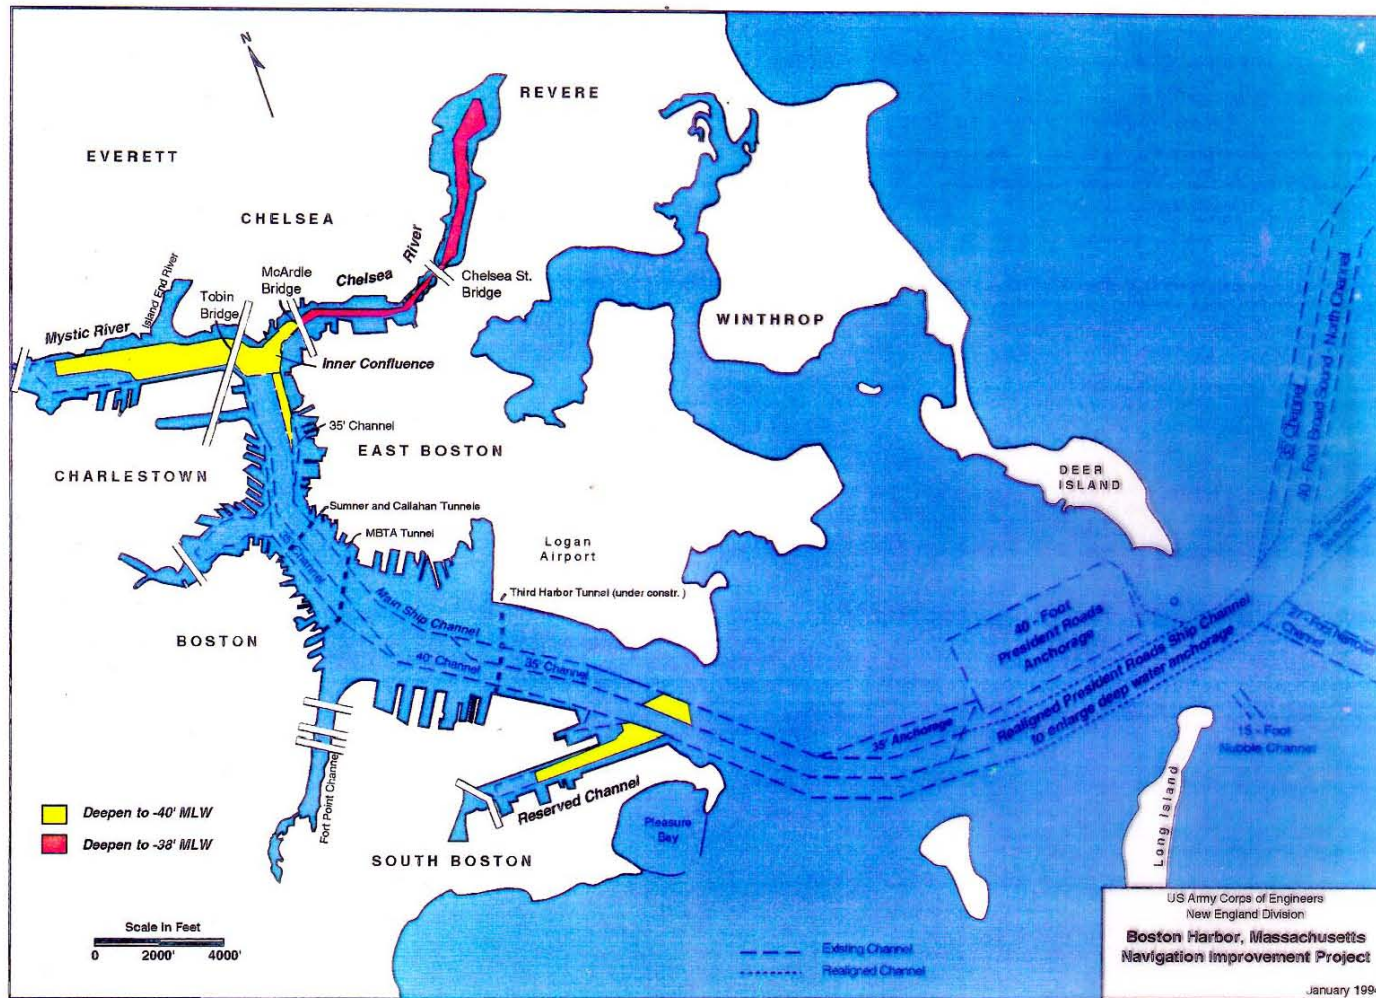 N
REVERE
EVERETT
CHELSEA
Island End River
McArdle
Bridge
Chelsea River
Chelsea St.
Bridge
Tobin
Bridge
Mystic River
WINTHROP
Inner Confluence
35' Channel
EAST BOSTON
CHARLESTOWN
DEER
ISLAND
35' Channel
40 - Foot Broad Sound North Channel
Sumner and Callahan Tunnels
MBTA Tunnel
Logan
Airport
35' Channel
Third Harbor Tunnel (under constr.)
Main Ship Channel
BOSTON
40' Channel
35' Channel
40 - Foot
President Roads
Anchorage
Realigned President Roads Ship Channel
to enlarge deep water anchorage
35' Anchorage
Channel
15 - Foot
Nubble Channel
Fort Point Channel
Reserved Channel
Pleasure
Bay
Long Island
SOUTH BOSTON
Deepen to -40' MLW
Deepen to -38' MLW
Scale in Feet
0 2000' 4000'
Existing Channel
Realigned Channel
US Army Corps of Engineers
New England Division
Boston Harbor, Massachusetts
Navigation Improvement Project
January 1994